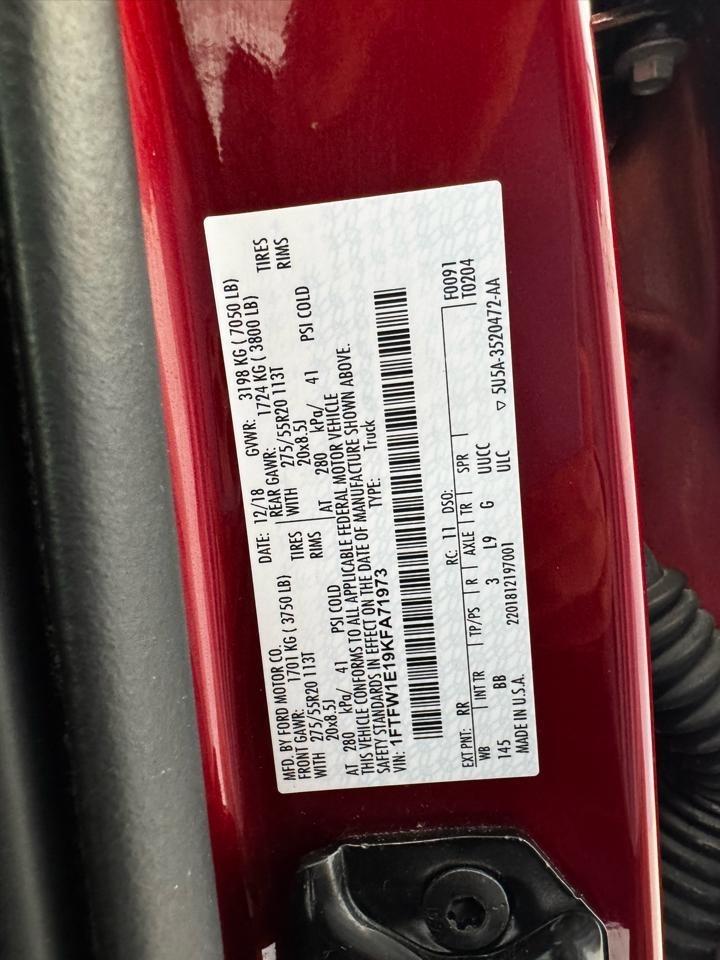 MFD. BY FORD MOTOR CO.
DATE: 12/18 GVWR: 3198 KG ( 7050 LB)
FRONT GAWR: 1701 KG ( 3750 LB) REAR GAWR: 1724 KG ( 3800 LB)
WITH 275/55R20 113T TIRES WITH 275/55R20 113T TIRES
20x8.5J RIMS 20x8.5J RIMS
AT 280 kPa/ 41 PSI COLD AT 280 kPa/ 41 PSI COLD
THIS VEHICLE CONFORMS TO ALL APPLICABLE FEDERAL MOTOR VEHICLE
SAFETY STANDARDS IN EFFECT ON THE DATE OF MANUFACTURE SHOWN ABOVE.
VIN: 1FTFW1E19KFA71973 TYPE: Truck
F0091
T0204
EXT PNT: RR RC: 11 DSO:
WB INT TR TP/PS R AXLE TR SPR
145 BB 3 L9 G UUCC
MADE IN U.S.A. 2201812197001 ULC ▽ 5U5A-3520472-AA